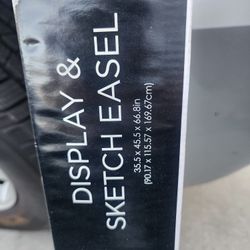 DISPLAY &
SKETCH EASEL
35.5 x 45.5 x 66.8in
(90.17 x 115.57 x 169.67cm)